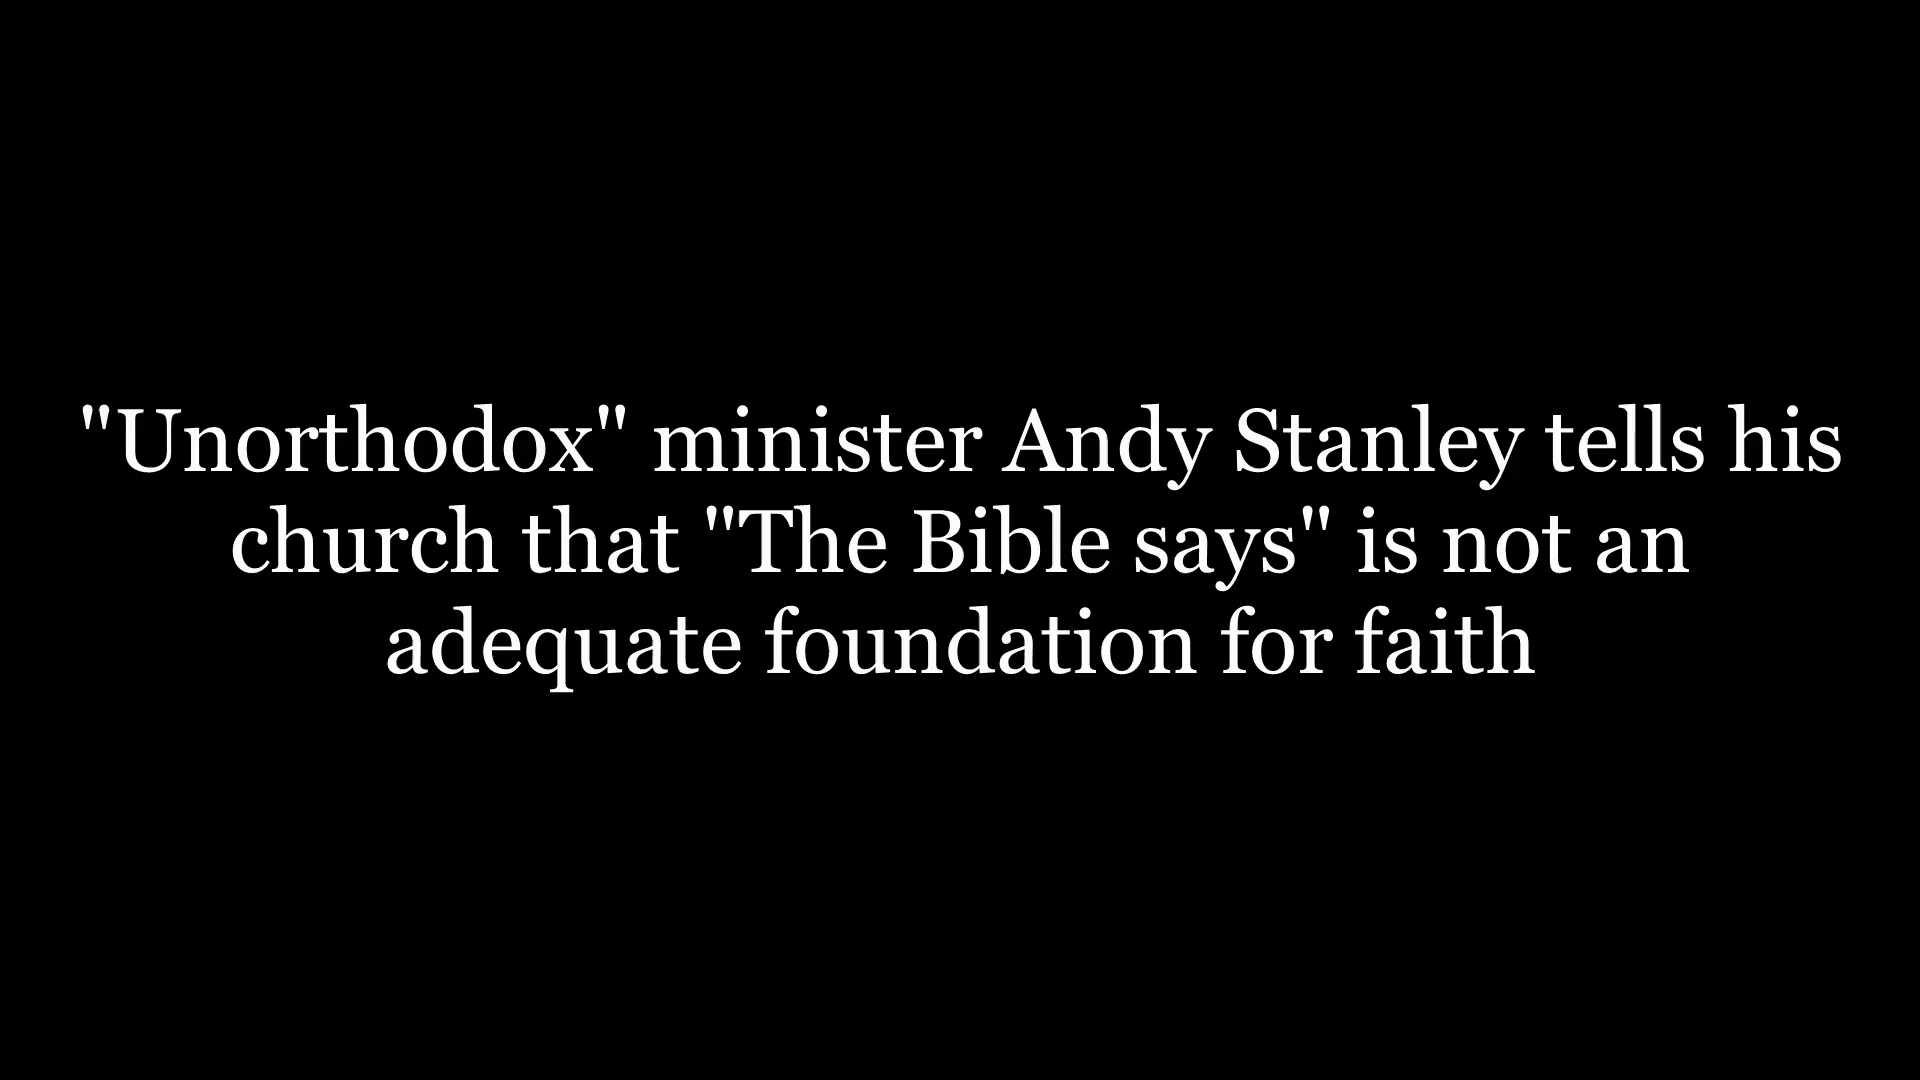 "Unorthodox" minister Andy Stanley tells his
church that "The Bible says" is not an
adequate foundation for faith